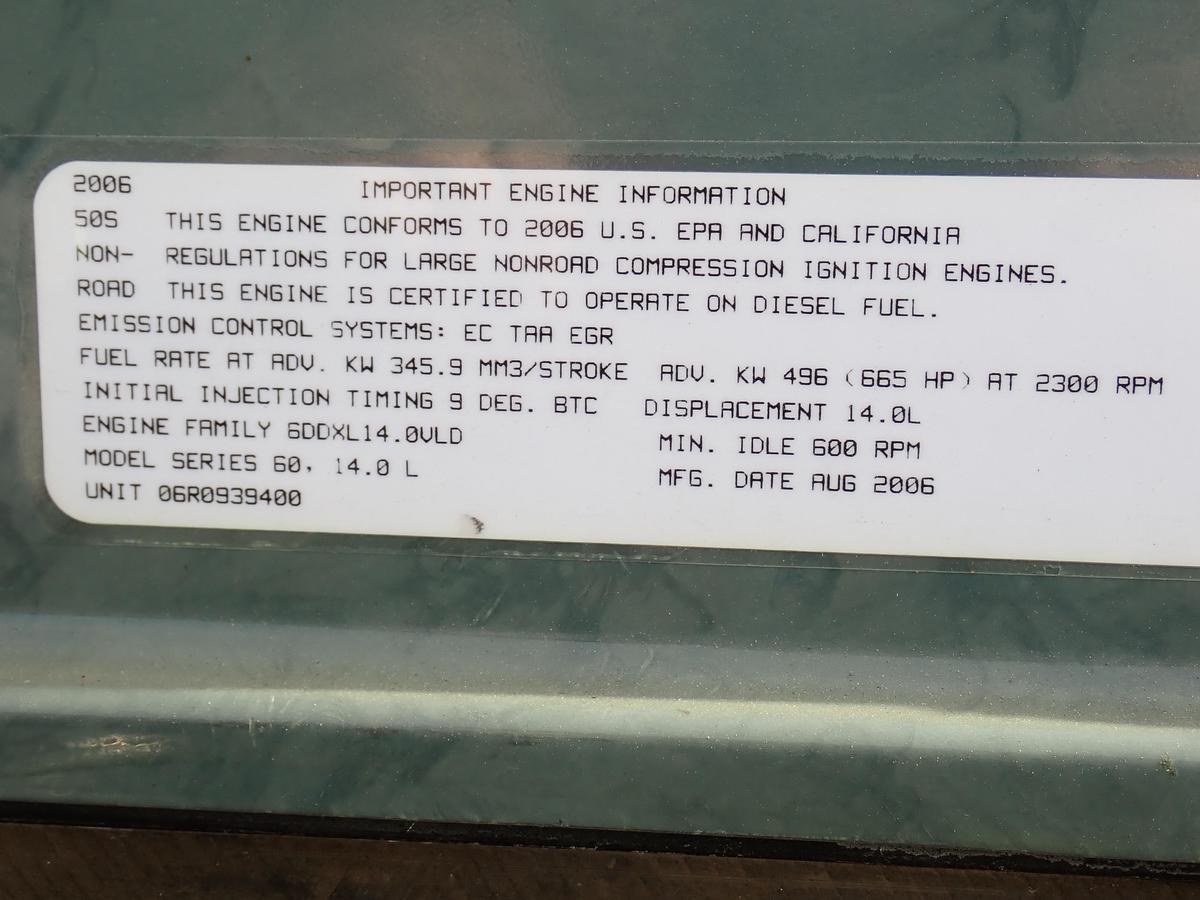 2006 IMPORTANT ENGINE INFORMATION
50S THIS ENGINE CONFORMS TO 2006 U.S. EPA AND CALIFORNIA
NON- REGULATIONS FOR LARGE NONROAD COMPRESSION IGNITION ENGINES.
ROAD THIS ENGINE IS CERTIFIED TO OPERATE ON DIESEL FUEL.
EMISSION CONTROL SYSTEMS: EC TAA EGR
FUEL RATE AT ADV. KW 345.9 MM3/STROKE ADV. KW 496 (665 HP) AT 2300 RPM
INITIAL INJECTION TIMING 9 DEG. BTC DISPLACEMENT 14.0L
ENGINE FAMILY 6DDXL14.0VLD MIN. IDLE 600 RPM
MODEL SERIES 60, 14.0 L MFG. DATE AUG 2006
UNIT 06R0939400